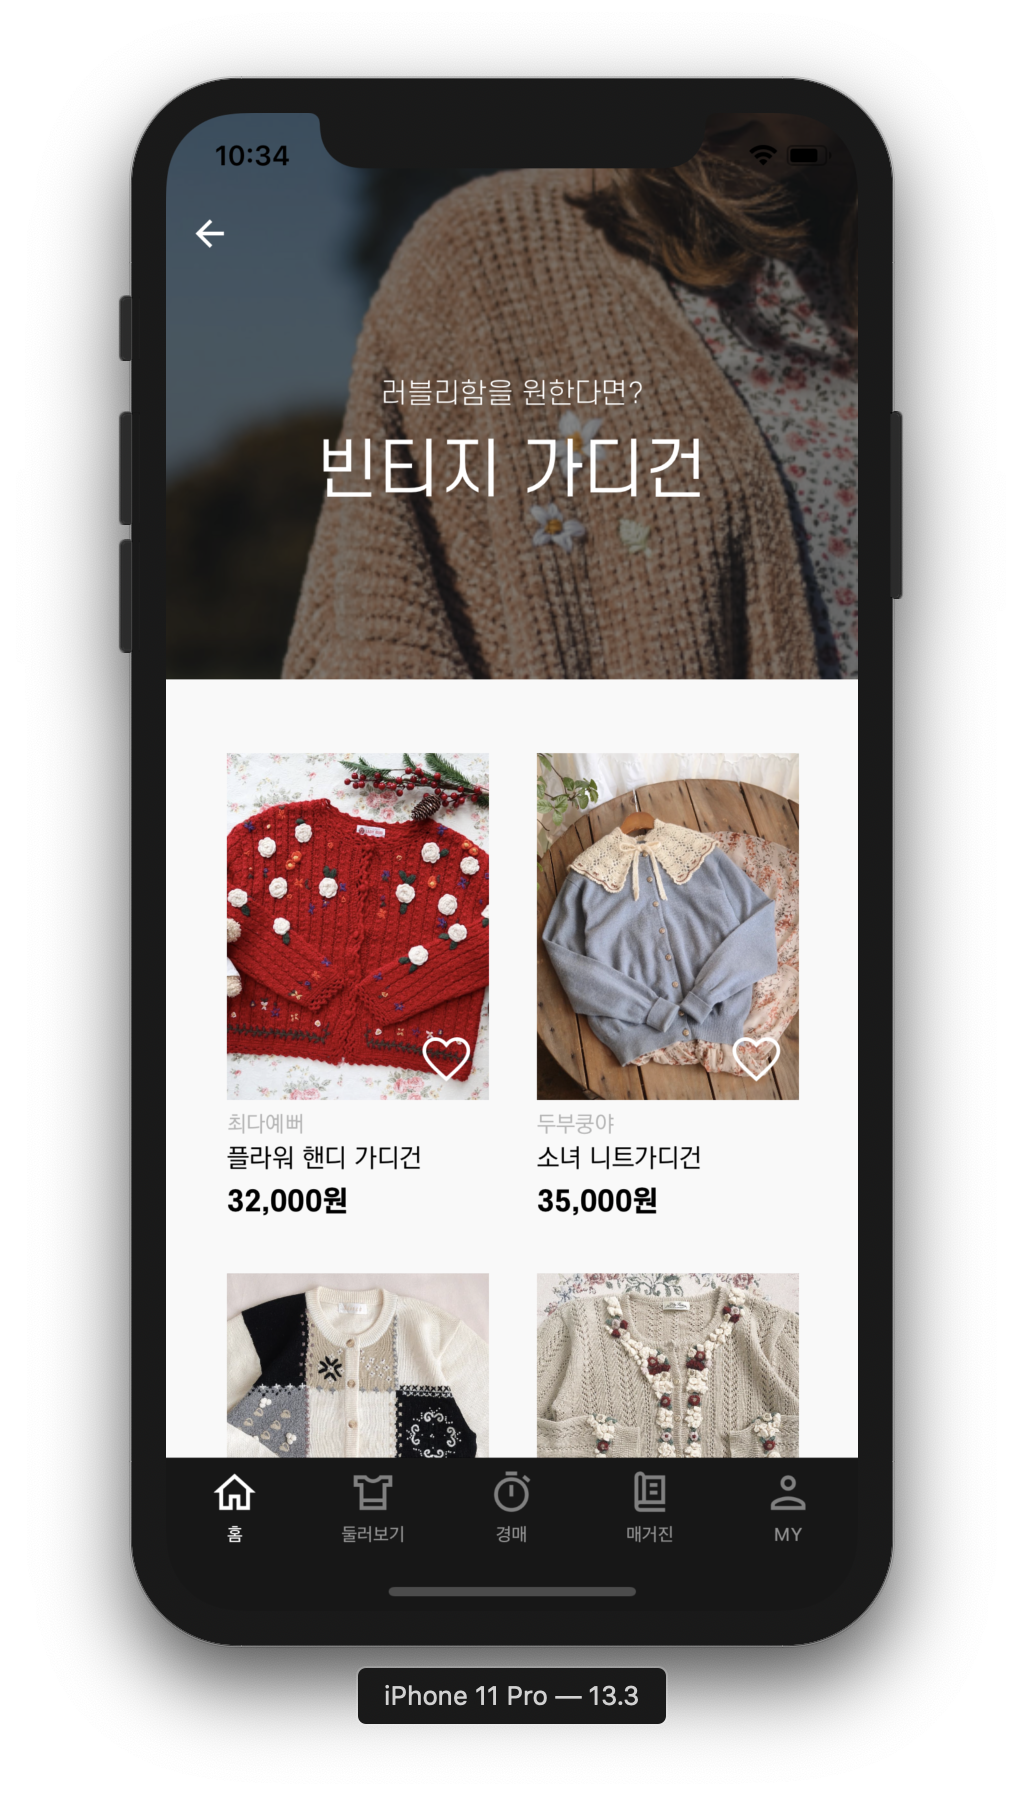 10:34
러블리함을 원한다면?
빈티지 가디건
최다예뻐
플라워 핸디 가디건
32,000원
두부쿵야
소녀 니트가디건
35,000원
홈
둘러보기
경매
매거진
MY
iPhone 11 Pro — 13.3